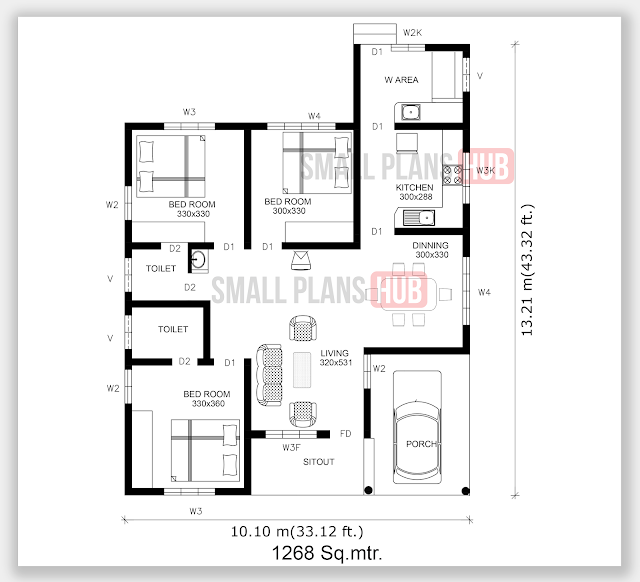 W2K
D1
W AREA
V
D1
W3
W4
SMALL PLANS HUB
W3K
KITCHEN
300x288
BED ROOM
330x330
BED ROOM
300x330
W2
D1
D2
D1
D1
DINNING
300x330
V
TOILET
D2
SMALL PLANS HUB
W4
13.21 m(43.32 ft.)
TOILET
V
LIVING
320x531
D2
D1
W2
W2
BED ROOM
330x360
PORCH
W3F
FD
SITOUT
W3
10.10 m(33.12 ft.)
1268 Sq.mtr.